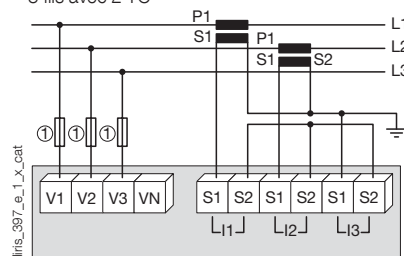 3 fils avec 2 TC
P1
L1
S1
P1
L2
S1
S2
L3
① ① ①
V1 V2 V3 VN
S1 S2 S1 S2 S1 S2
I1 I2 I3
diris_397_e_1_x_cat